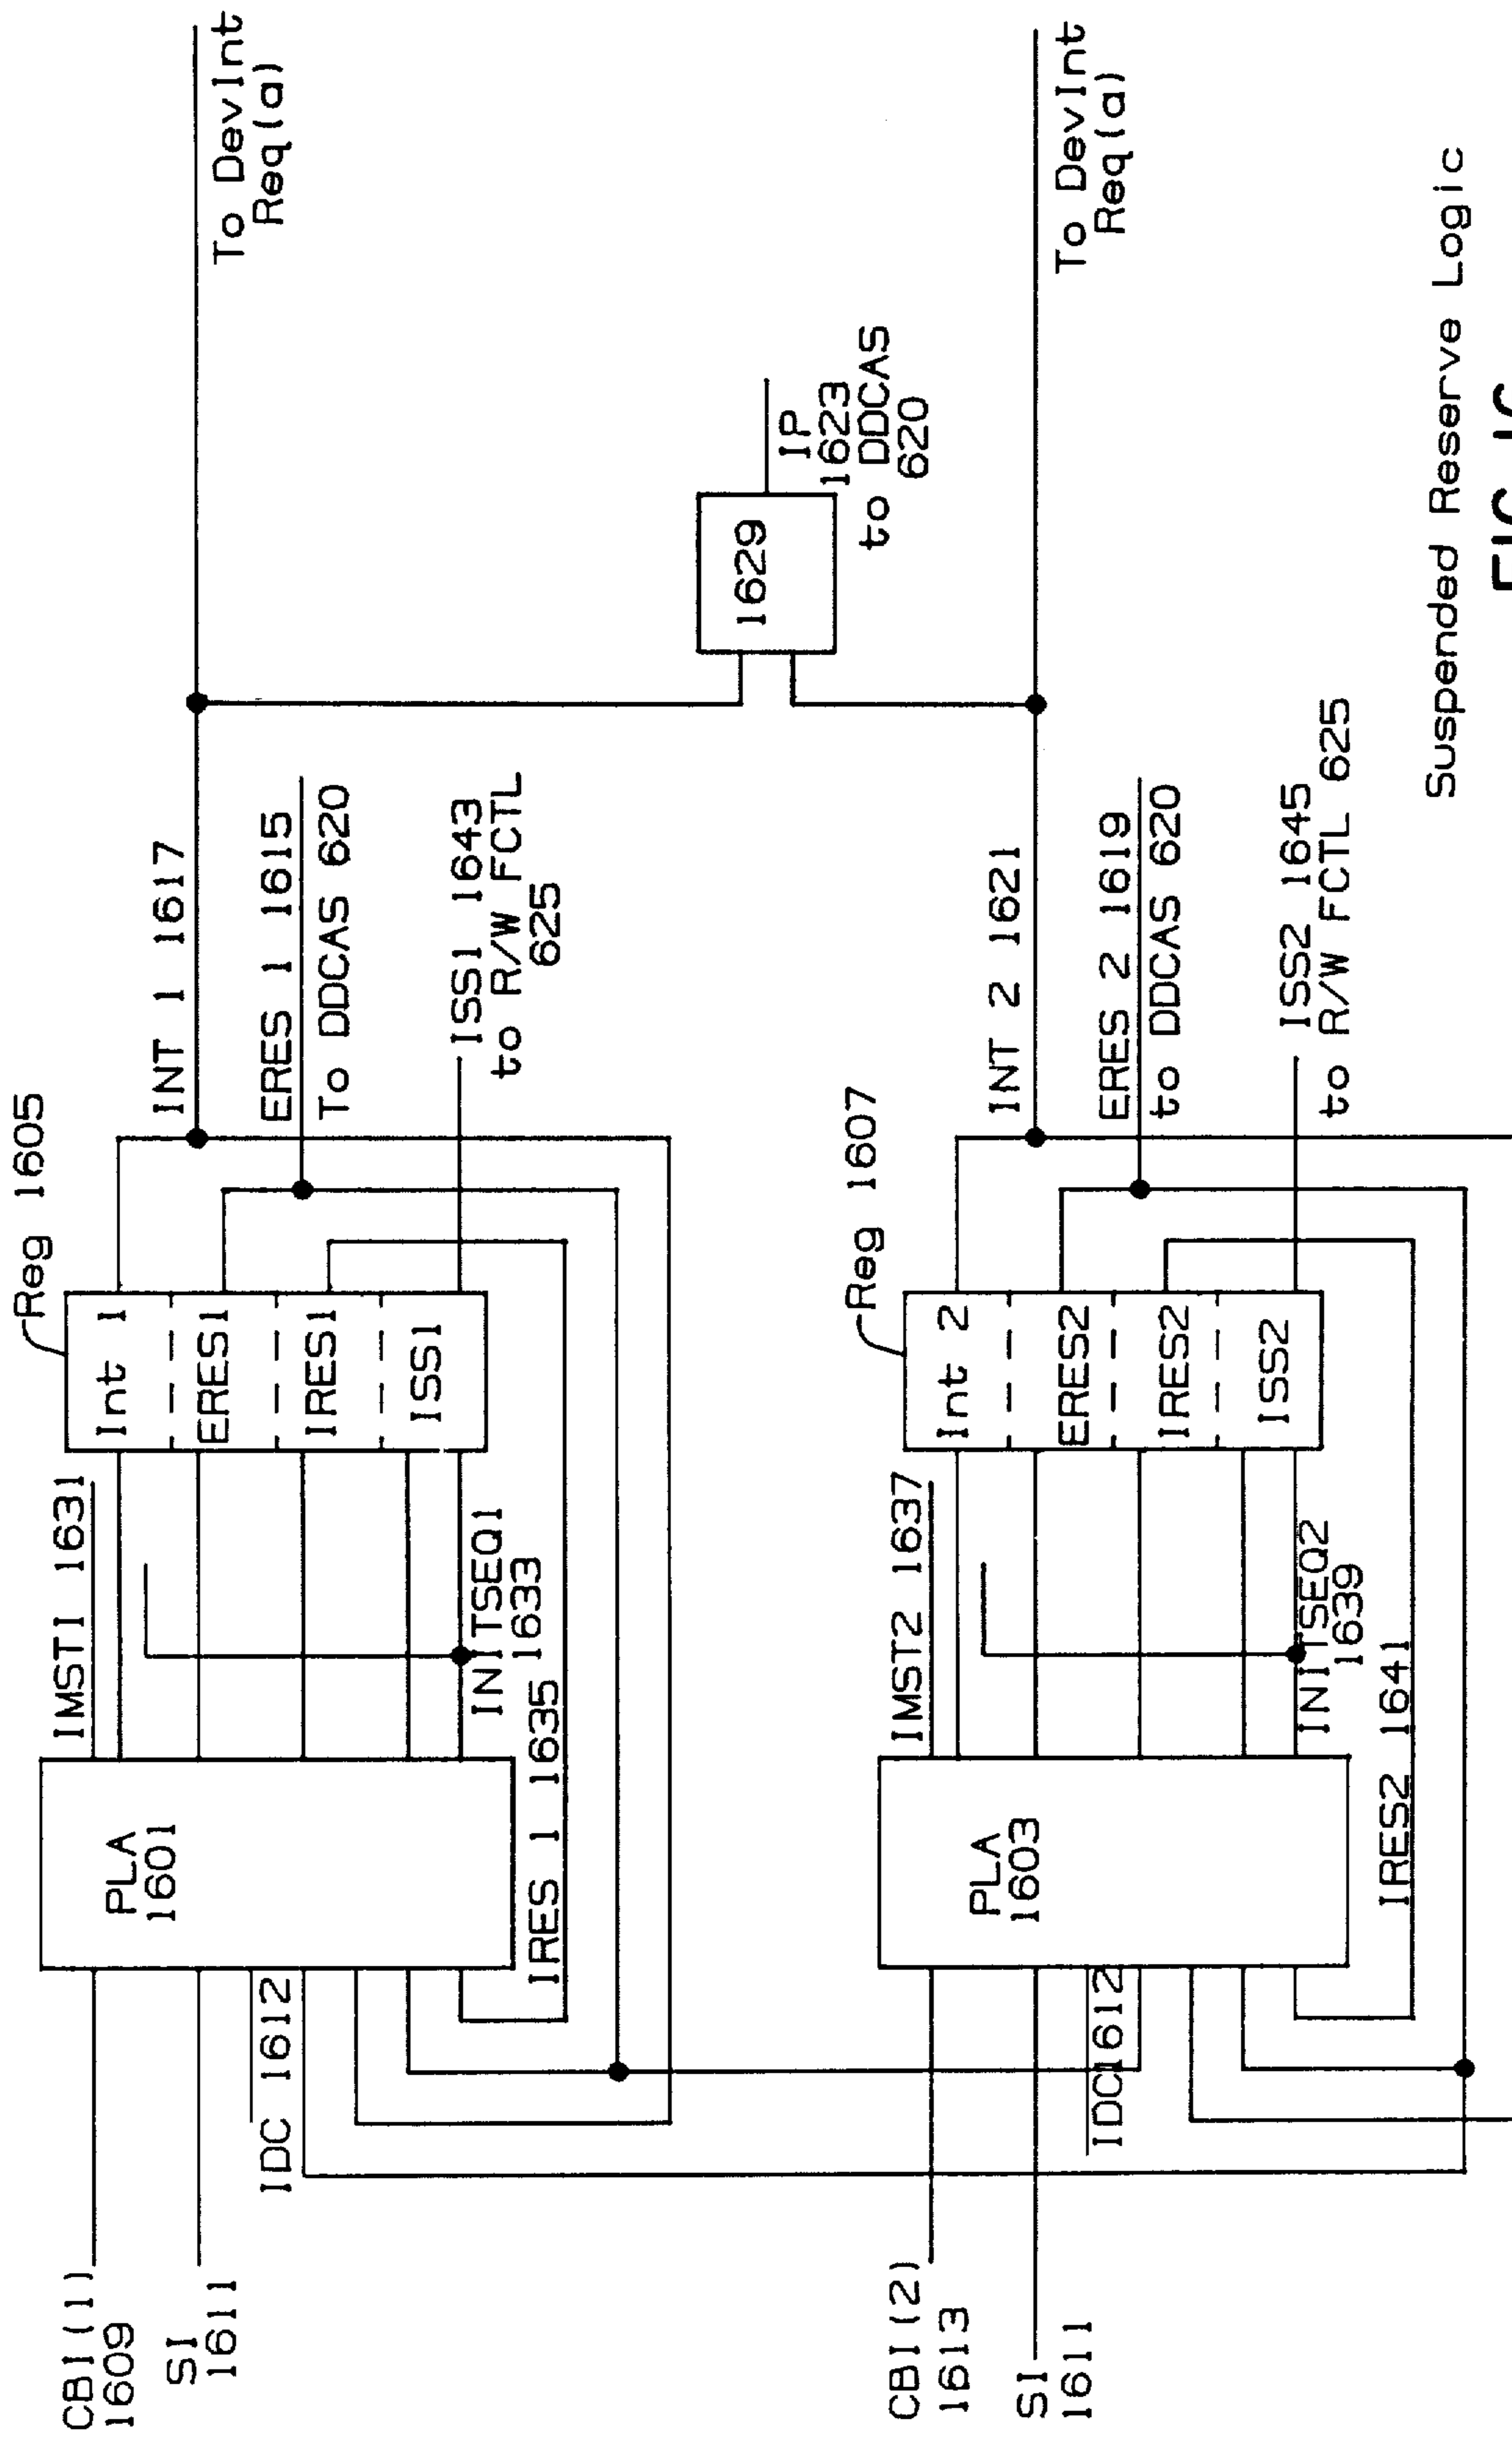 Reg 1605
INT 1 1617
To DevInt
Req(a)
ERES 1 1615
To DDCAS 620
ISS1 1643
to R/W FCTL
625
CBI(1)
1609
SI
1611
IDC 1612
PLA
1601
IMST1 1631
INITSEQ1
1633
IRES 1 1635
Int 1
ERES1
IRES1
ISS1
1629
IP
1623
to DDCAS
620
Reg 1607
INT 2 1621
To DevInt
Req(a)
ERES 2 1619
to DDCAS 620
ISS2 1645
to R/W FCTL 625
CBI(2)
1613
SI
1611
IDC1612
PLA
1603
IMST2 1637
INITSEQ2
1639
IRES2 1641
Int 2
ERES2
IRES2
ISS2
Suspended Reserve Logic